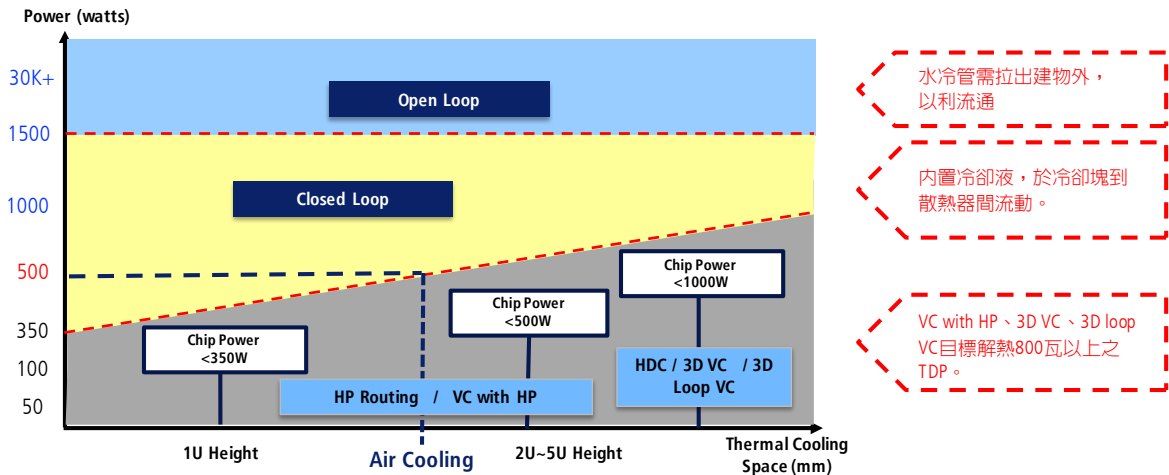 Power (watts)
30K+
1500
1000
500
350
100
50
Open Loop
Closed Loop
Chip Power
<350W
Chip Power
<500W
Chip Power
<1000W
HP Routing / VC with HP
HDC / 3D VC / 3D
Loop VC
1U Height
Air Cooling
2U~5U Height
Thermal Cooling
Space (mm)
水冷管需拉出建物外，
以利流通
內置冷卻液，於冷卻塊到
散熱器間流動。
VC with HP、3D VC、3D loop
VC目標解熱800瓦以上之
TDP。